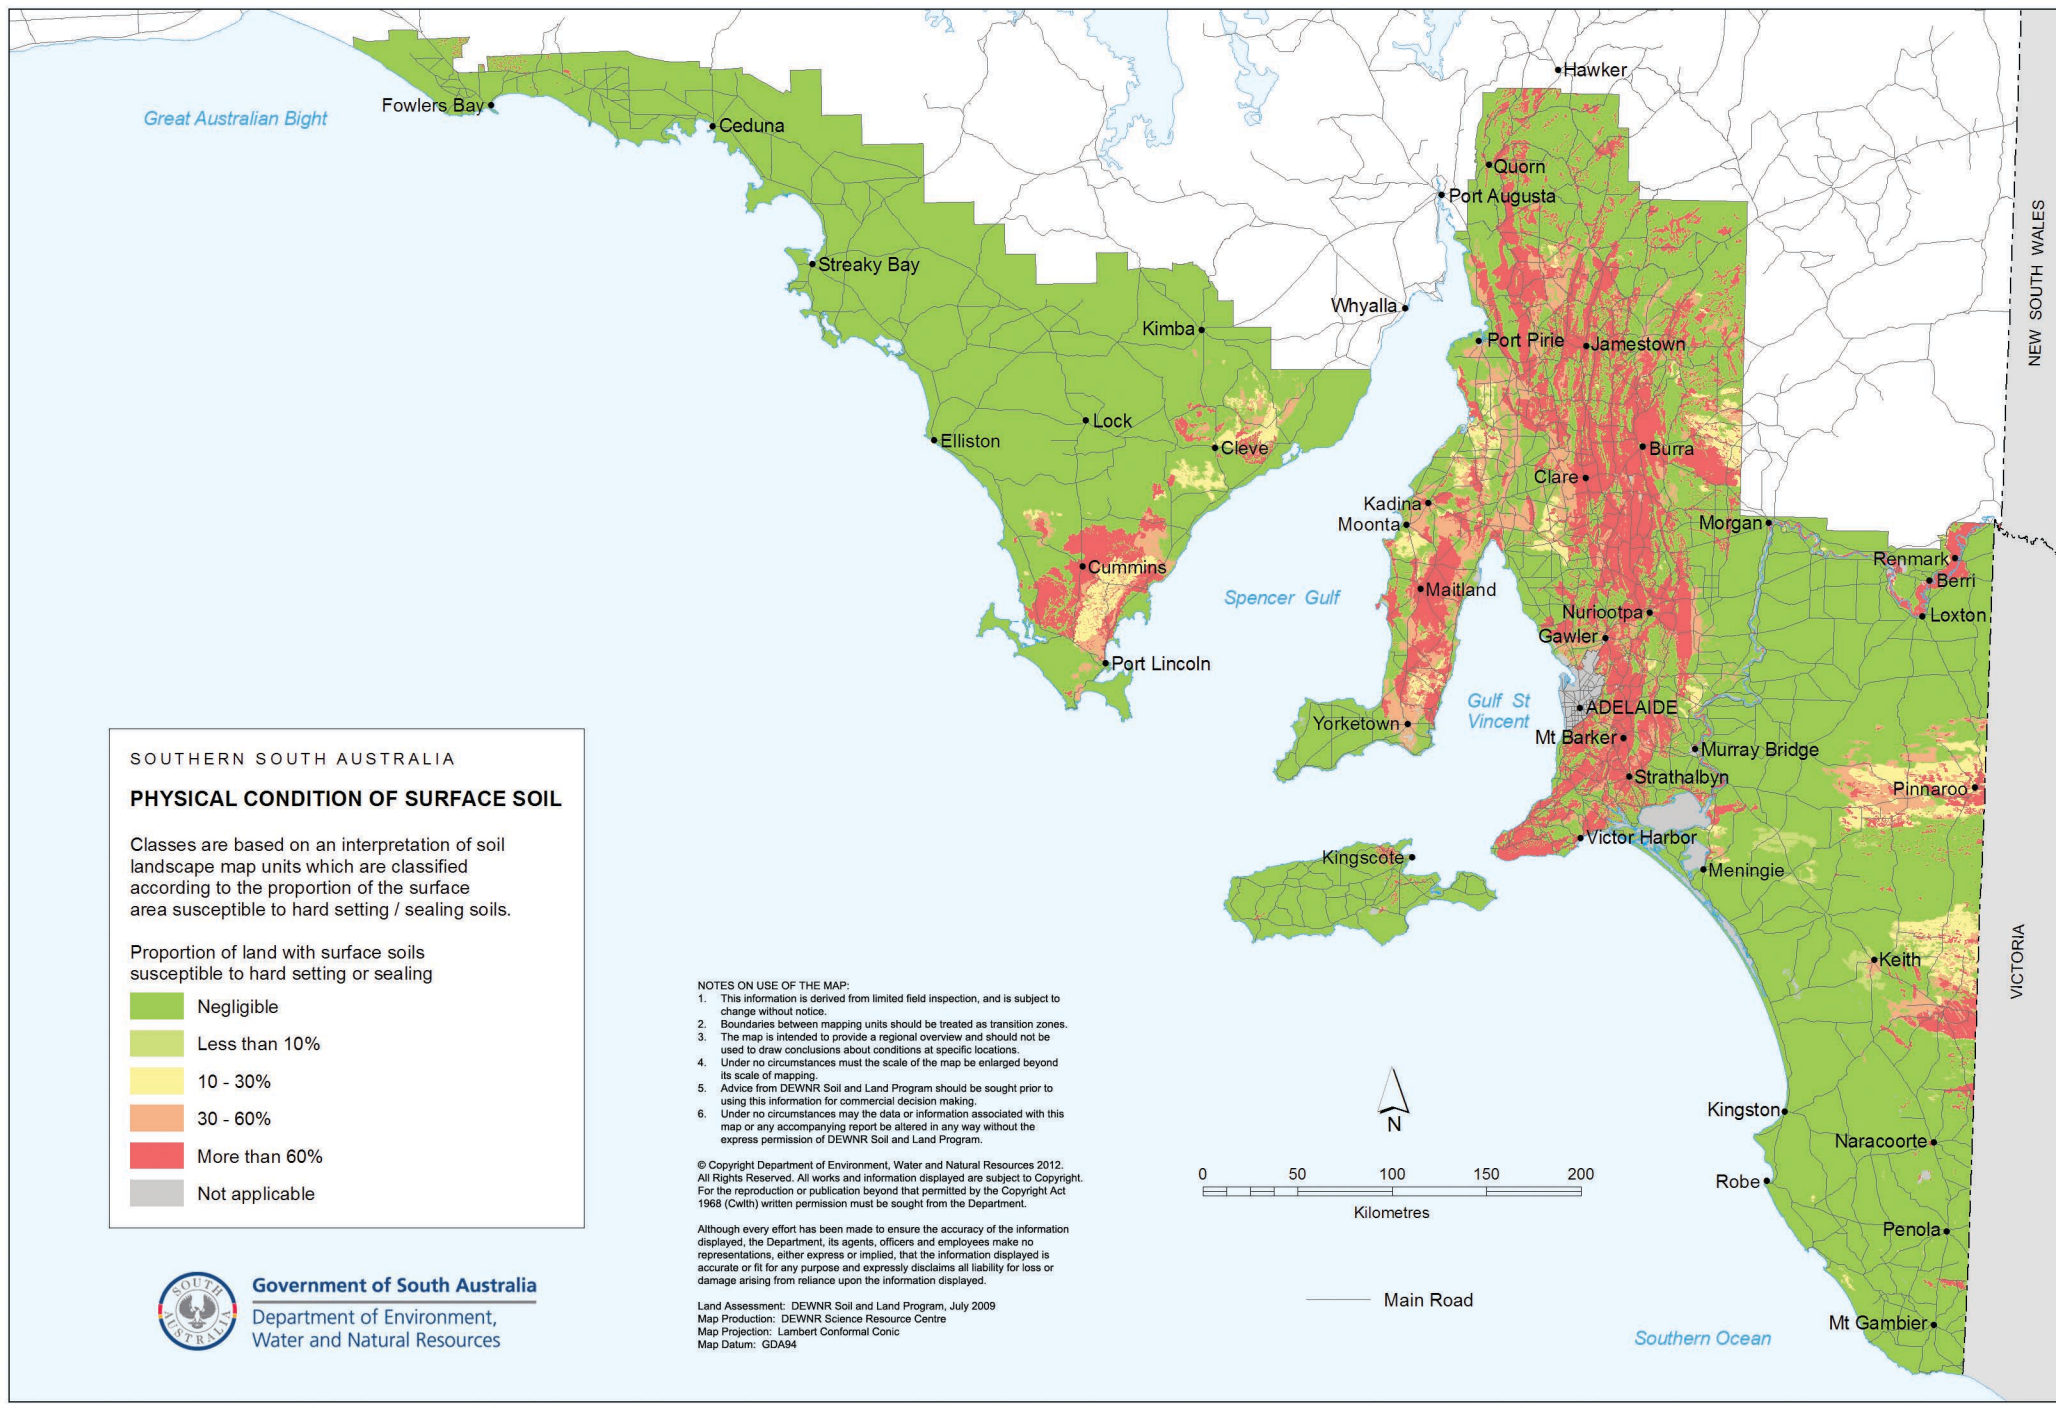 Hawker
Great Australian Bight
Fowlers Bay
Ceduna
Quorn
Port Augusta
NEW SOUTH WALES
Streaky Bay
Whyalla
Kimba
Port Pirie
Jamestown
Lock
Elliston
Cleve
Burra
Clare
Kadina
Moonta
Morgan
Renmark
Berri
Cummins
Maitland
Spencer Gulf
Nuriootpa
Loxton
Gawler
Port Lincoln
Gulf St
Vincent
ADELAIDE
Yorketown
Mt Barker
Murray Bridge
Strathalbyn
Pinnaroo
Victor Harbor
Kingscote
Meningie
Keith
VICTORIA
Kingston
Naracoorte
Robe
Penola
Mt Gambier
Southern Ocean
SOUTHERN SOUTH AUSTRALIA
PHYSICAL CONDITION OF SURFACE SOIL
Classes are based on an interpretation of soil
landscape map units which are classified
according to the proportion of the surface
area susceptible to hard setting / sealing soils.
Proportion of land with surface soils
susceptible to hard setting or sealing
Negligible
Less than 10%
10 - 30%
30 - 60%
More than 60%
Not applicable
SOUTH
AUSTRALIA
Government of South Australia
Department of Environment,
Water and Natural Resources
NOTES ON USE OF THE MAP:
1. This information is derived from limited field inspection, and is subject to
change without notice.
2. Boundaries between mapping units should be treated as transition zones.
3. The map is intended to provide a regional overview and should not be
used to draw conclusions about conditions at specific locations.
4. Under no circumstances must the scale of the map be enlarged beyond
its scale of mapping.
5. Advice from DEWNR Soil and Land Program should be sought prior to
using this information for commercial decision making.
6. Under no circumstances may the data or information associated with this
map or any accompanying report be altered in any way without the
express permission of DEWNR Soil and Land Program.
© Copyright Department of Environment, Water and Natural Resources 2012.
All Rights Reserved. All works and information displayed are subject to Copyright.
For the reproduction or publication beyond that permitted by the Copyright Act
1968 (Cwlth) written permission must be sought from the Department.
Although every effort has been made to ensure the accuracy of the information
displayed, the Department, its agents, officers and employees make no
representations, either express or implied, that the information displayed is
accurate or fit for any purpose and expressly disclaims all liability for loss or
damage arising from reliance upon the information displayed.
Land Assessment: DEWNR Soil and Land Program, July 2009
Map Production: DEWNR Science Resource Centre
Map Projection: Lambert Conformal Conic
Map Datum: GDA94
N
0 50 100 150 200
Kilometres
Main Road